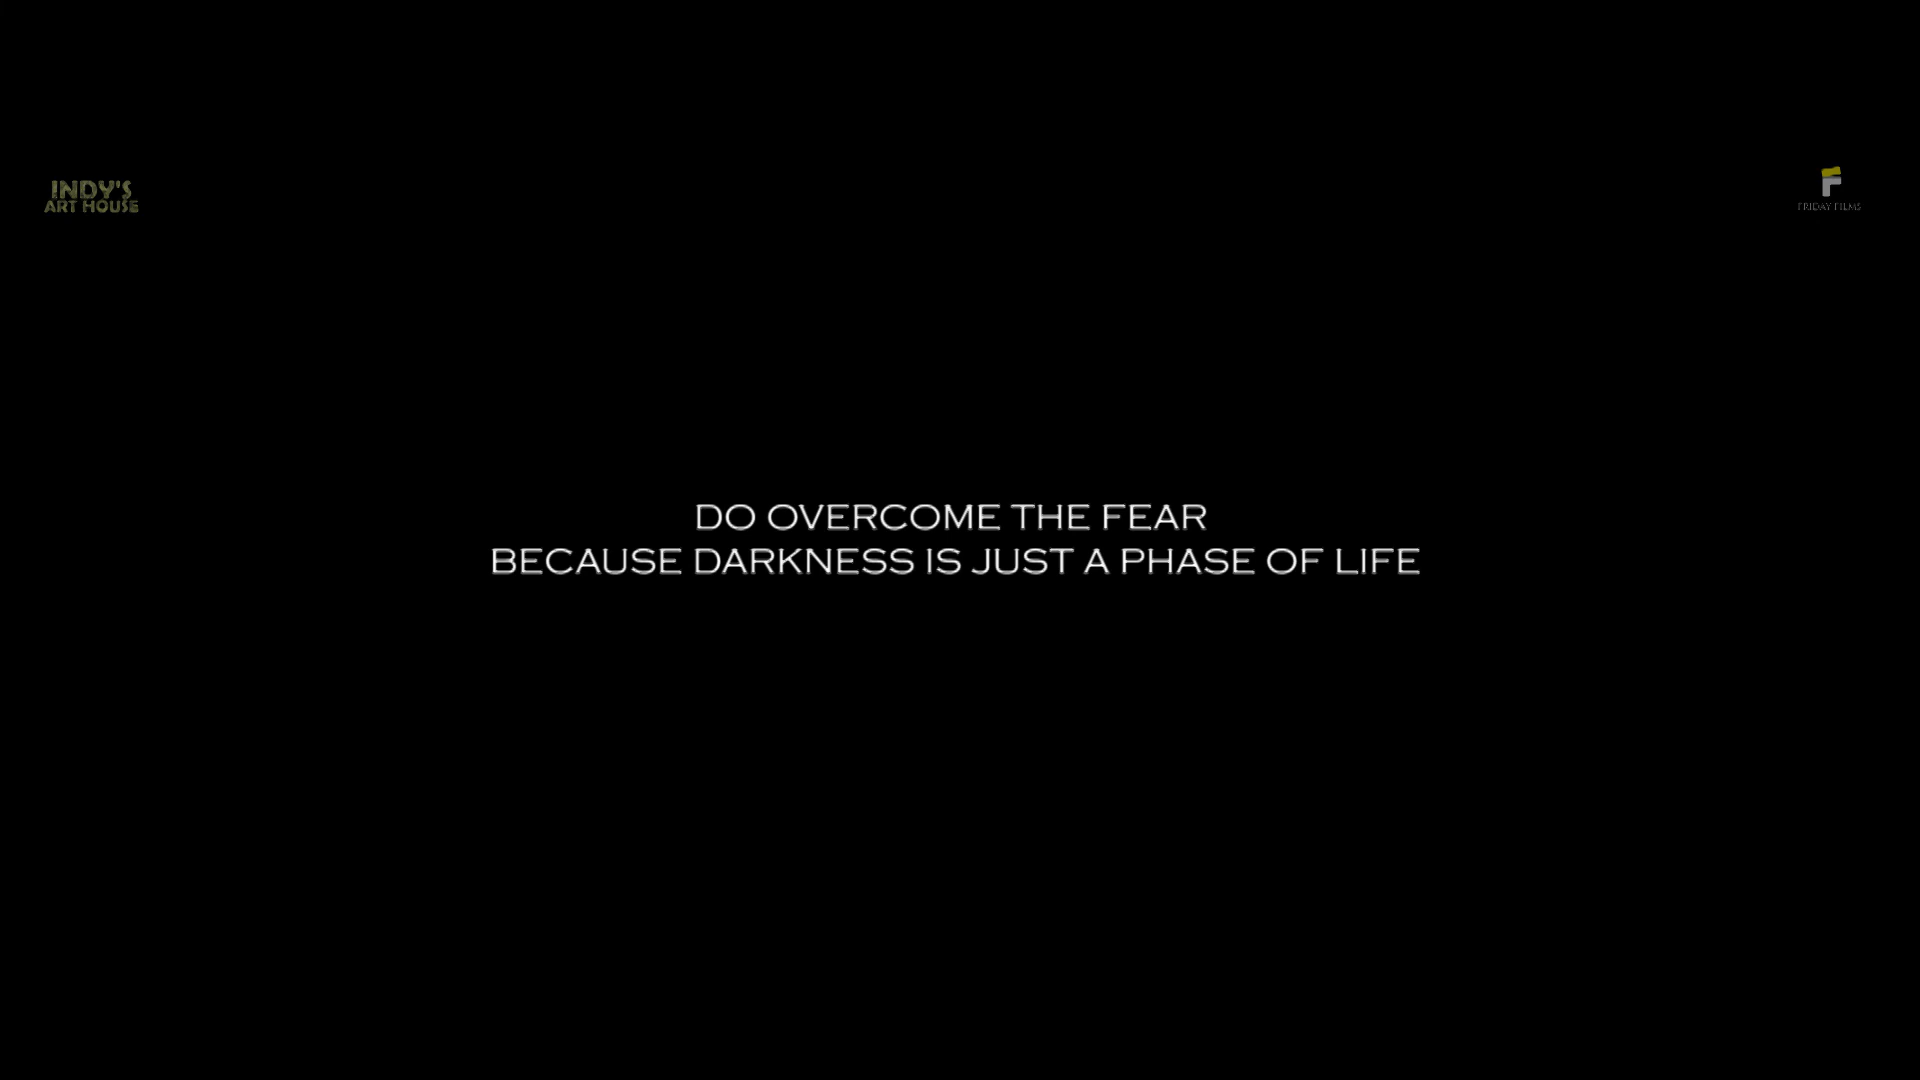 INDY'S
ART HOUSE
F
FRIDAY FILMS
DO OVERCOME THE FEAR
BECAUSE DARKNESS IS JUST A PHASE OF LIFE